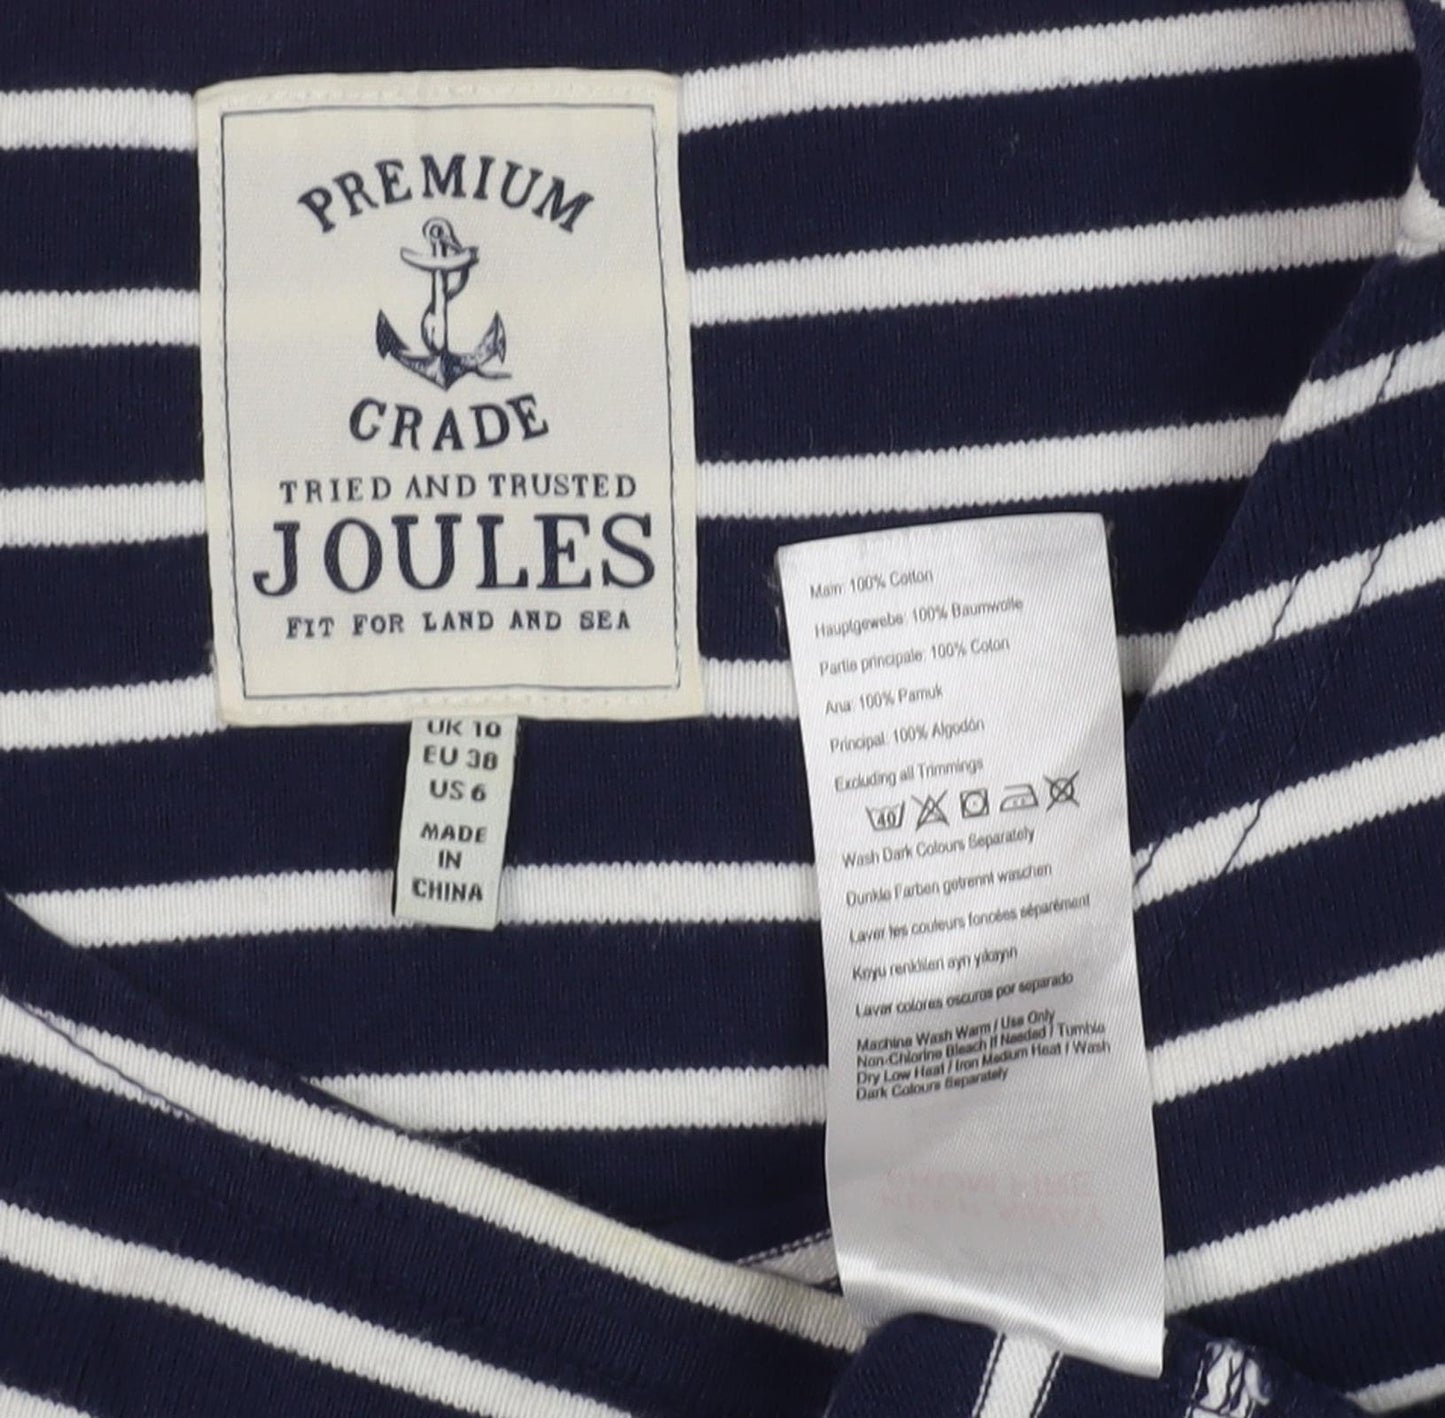 PREMIUM
GRADE
TRIED AND TRUSTED
JOULES
FIT FOR LAND AND SEA
UK 10
EU 38
US 6
MADE
IN
CHINA
Main: 100% Cotton
Hauptgewebe: 100% Baumwolle
Partie principale: 100% Coton
Ana: 100% Pamuk
Principal: 100% Algodón
Excluding all Trimmings
40
Wash Dark Colours Separately
Dunkle Farben getrennt waschen
Laver les couleurs foncées séparément
Koyu renklileri ayrı yıkayın
Lavar colores oscuros por separado
Machine Wash Warm / Use Only
Non-Chlorine Bleach If Needed / Tumble
Dry Low Heat / Iron Medium Heat / Wash
Dark Colours Separately